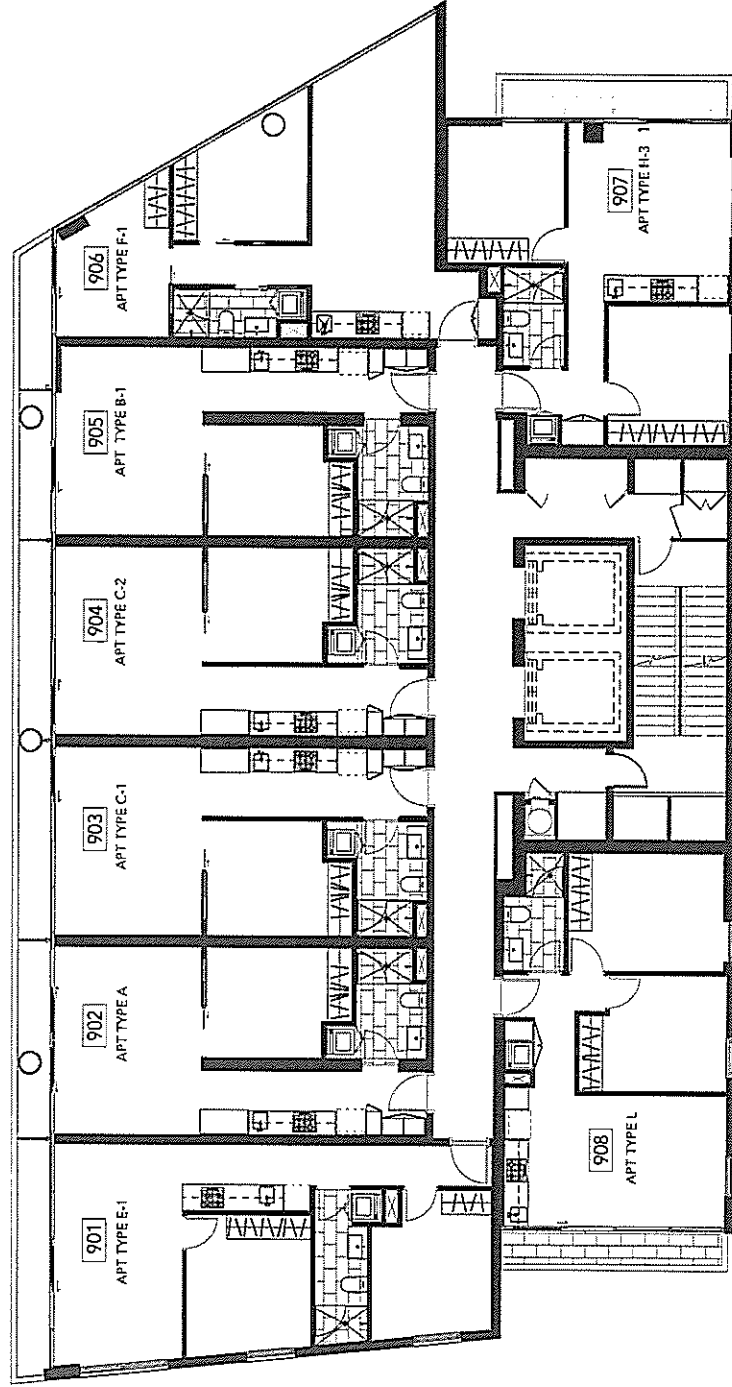 901
APT TYPE E-1
902
APT TYPE A
903
APT TYPE C-1
904
APT TYPE C-2
905
APT TYPE B-1
906
APT TYPE F-1
907
APT TYPE H-3
908
APT TYPE L